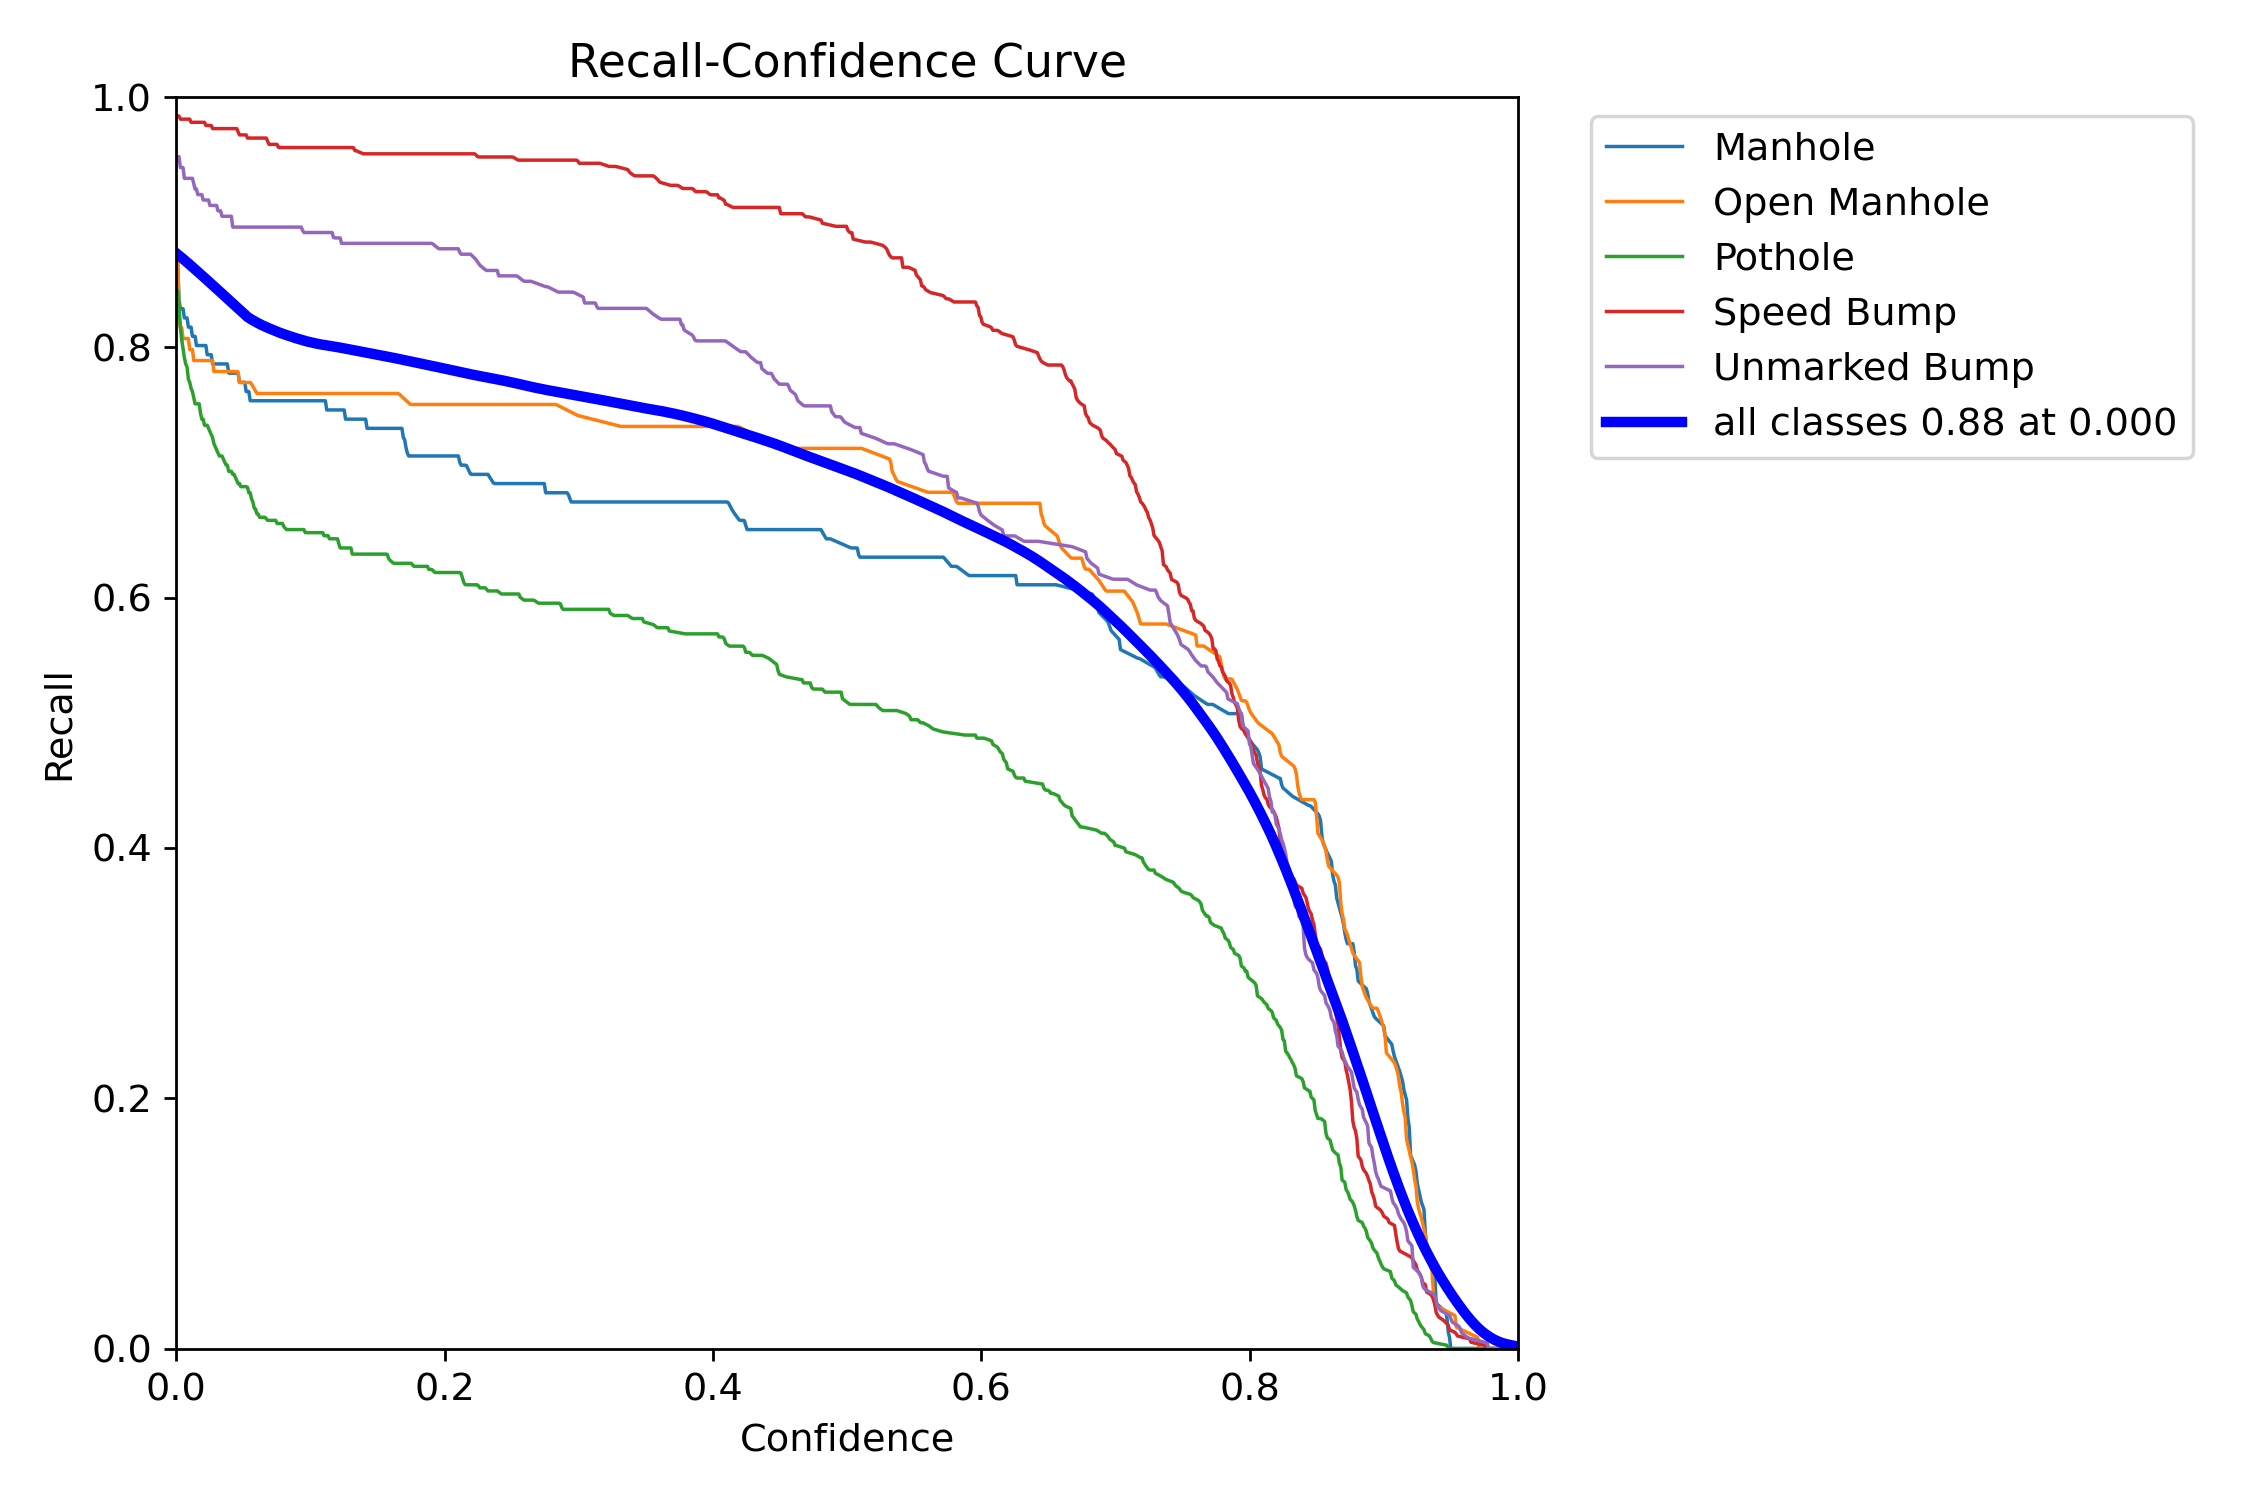 Recall-Confidence Curve
1.0
0.8
0.6
0.4
0.2
0.0
Recall
0.0 0.2 0.4 0.6 0.8 1.0
Confidence
Manhole
Open Manhole
Pothole
Speed Bump
Unmarked Bump
all classes 0.88 at 0.000